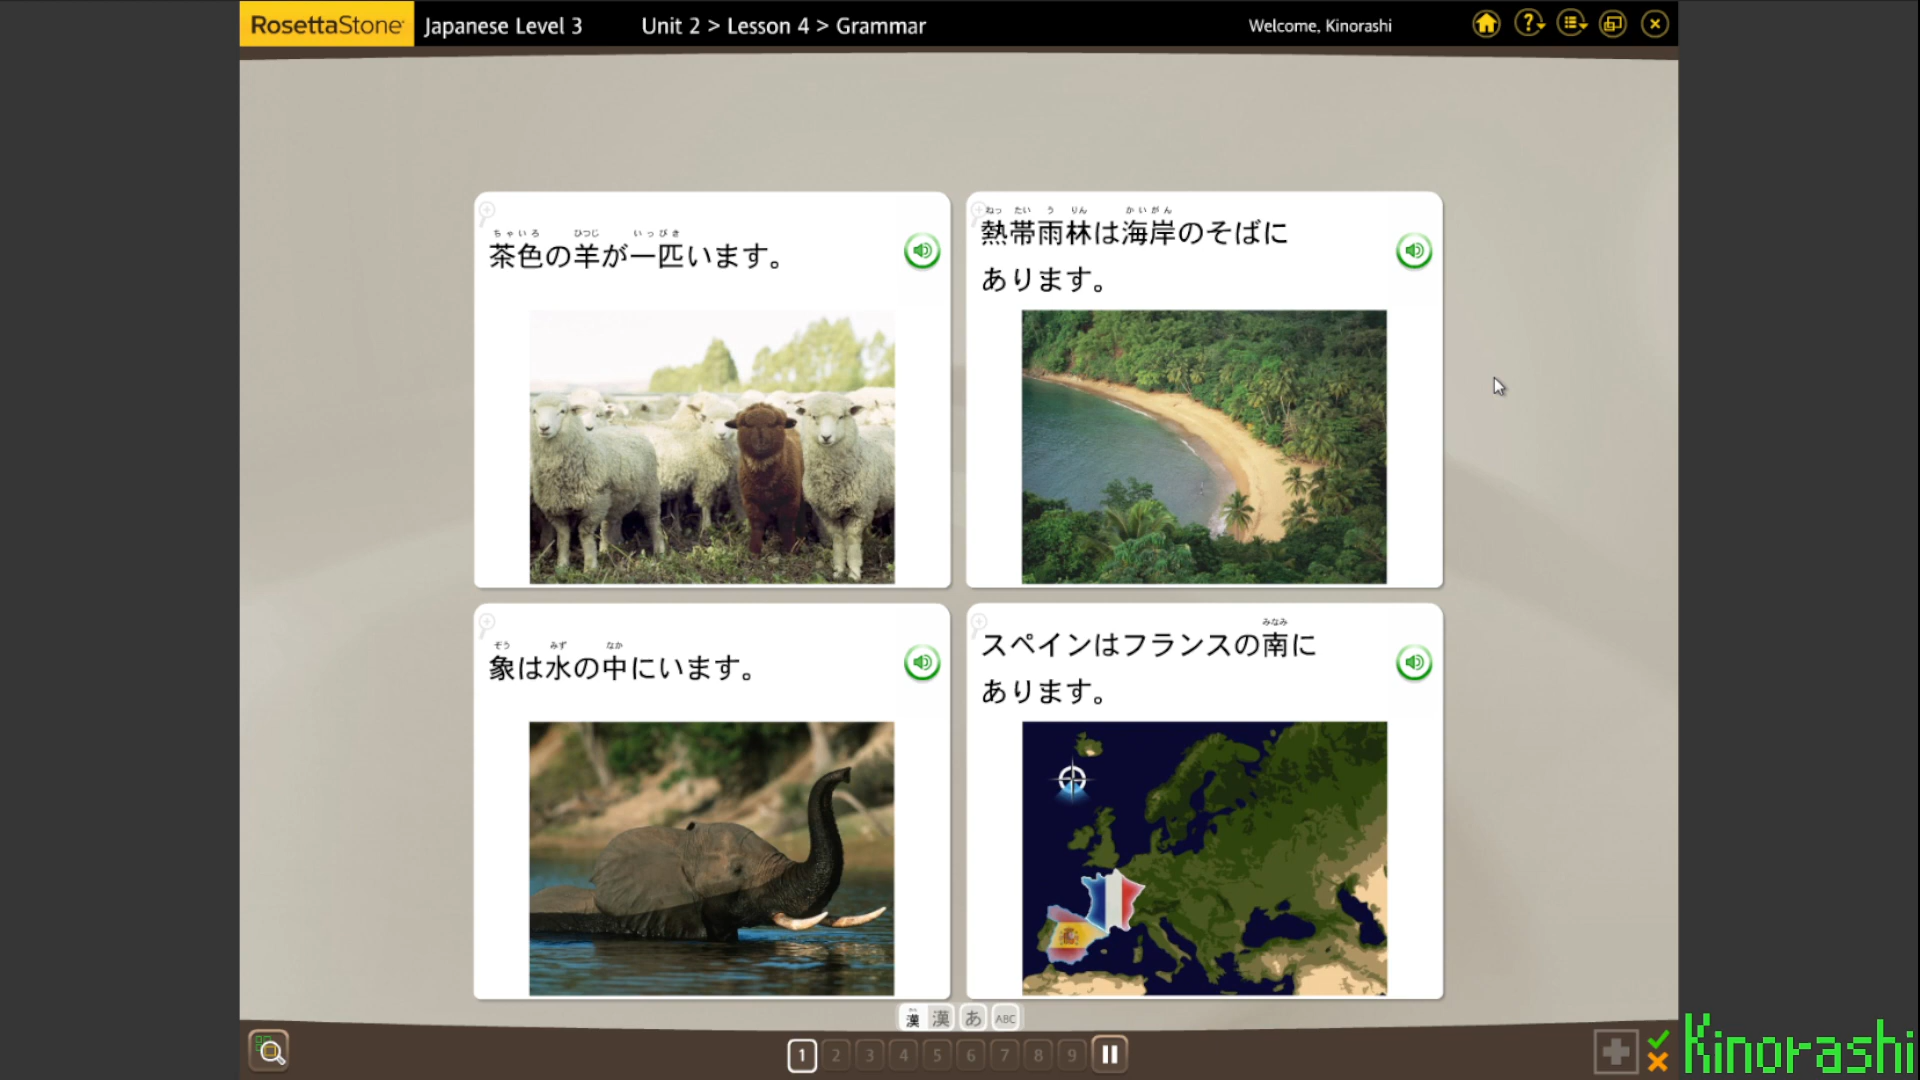 RosettaStone
Japanese Level 3
Unit 2 > Lesson 4 > Grammar
Welcome, Kinorashi
ちゃいろ ひつじ いっぴき
茶色の羊が一匹います。
ねっ たい う りん かいがん
熱帯雨林は海岸のそばに
あります。
ぞう みず なか
象は水の中にいます。
みなみ
スペインはフランスの南に
あります。
漢 漢 あ ABC
1 2 3 4 5 6 7 8 9
Kinorashi